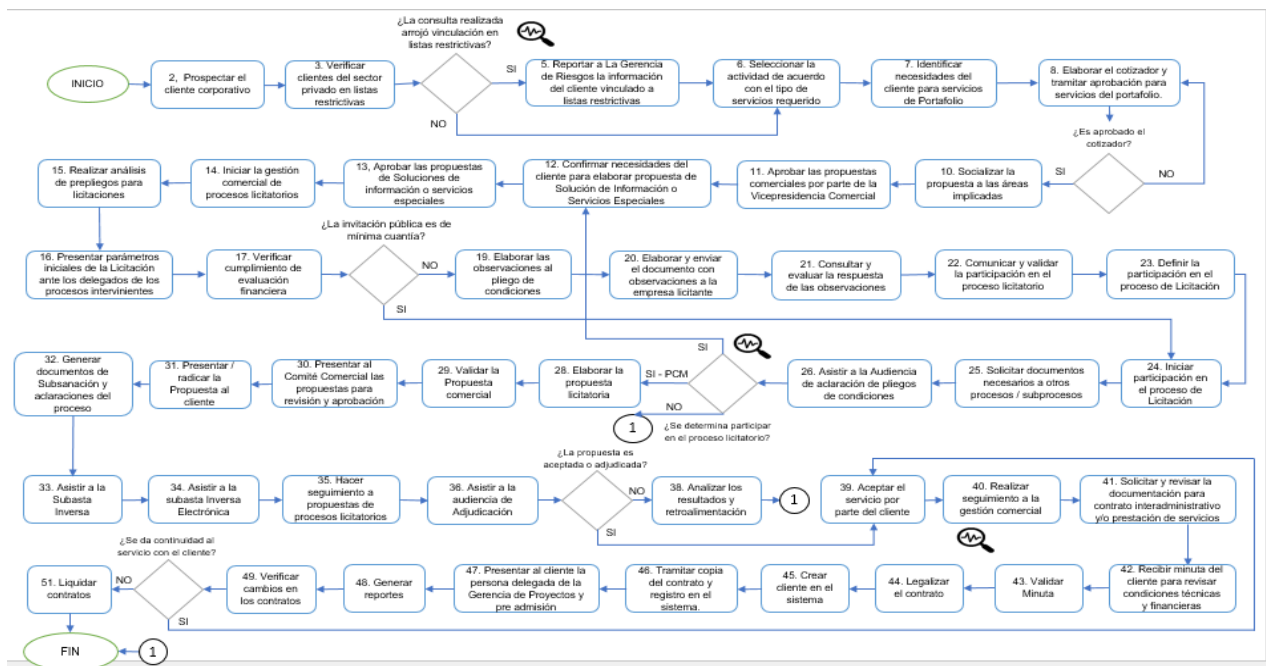 ¿La consulta realizada
arrojó vinculación en
listas restrictivas?
INICIO
2, Prospectar el
cliente corporativo
3. Verificar
clientes del sector
privado en listas
restrictivas
SI
NO
5. Reportar a La Gerencia
de Riesgos la información
del cliente vinculado a
listas restrictivas
6. Seleccionar la
actividad de acuerdo
con el tipo de
servicios requerido
7. Identificar
necesidades del
cliente para servicios
de Portafolio
8. Elaborar el cotizador y
tramitar aprobación para
servicios del portafolio.
¿Es aprobado el
cotizador?
SI
NO
15. Realizar análisis
de prepliegos para
licitaciones
14. Iniciar la gestión
comercial de
procesos licitatorios
13, Aprobar las propuestas
de Soluciones de
información o servicios
especiales
12. Confirmar necesidades del
cliente para elaborar propuesta
de Solución de Información o
Servicios Especiales
11. Aprobar las propuestas
comerciales por parte de la
Vicepresidencia Comercial
10. Socializar la
propuesta a las áreas
implicadas
¿La invitación pública es de
mínima cuantía?
16. Presentar parámetros
iniciales de la Licitación
ante los delegados de los
procesos intervinientes
17. Verificar
cumplimiento de
evaluación
financiera
NO
SI
19. Elaborar las
observaciones al
pliego de
condiciones
20. Elaborar y enviar
el documento con
observaciones a la
empresa licitante
21. Consultar y
evaluar la respuesta
de las observaciones
22. Comunicar y validar
la participación en el
proceso licitatorio
23. Definir la
participación en el
proceso de Licitación
32. Generar
documentos de
Subsanación y
aclaraciones del
proceso
31. Presentar /
radicar la
Propuesta al
cliente
30. Presentar al
Comité Comercial las
propuestas para
revisión y aprobación
29. Validar la
Propuesta
comercial
28. Elaborar la
propuesta
licitatoria
SI
SI - PCM
NO
1
¿Se determina participar
en el proceso licitatorio?
26. Asistir a la Audiencia
de aclaración de pliegos
de condiciones
25. Solicitar documentos
necesarios a otros
procesos / subprocesos
24. Iniciar
participación en
el proceso de
Licitación
¿La propuesta es
aceptada o adjudicada?
33. Asistir a la
Subasta
Inversa
34. Asistir a la
subasta Inversa
Electrónica
35. Hacer
seguimiento a
propuestas de
procesos licitatorios
36. Asistir a la
audiencia de
Adjudicación
NO
SI
38. Analizar los
resultados y
retroalimentación
1
39. Aceptar el
servicio por
parte del cliente
40. Realizar
seguimiento a la
gestión comercial
41. Solicitar y revisar la
documentación para
contrato interadministrativo
y/o prestación de servicios
¿Se da continuidad al
servicio con el cliente?
51. Liquidar
contratos
NO
SI
49. Verificar
cambios en
los contratos
48. Generar
reportes
47. Presentar al cliente la
persona delegada de la
Gerencia de Proyectos y
pre admisión
46. Tramitar copia
del contrato y
registro en el
sistema.
45. Crear
cliente en el
sistema
44. Legalizar
el contrato
43. Validar
Minuta
42. Recibir minuta del
cliente para revisar
condiciones técnicas
y financieras
FIN
1